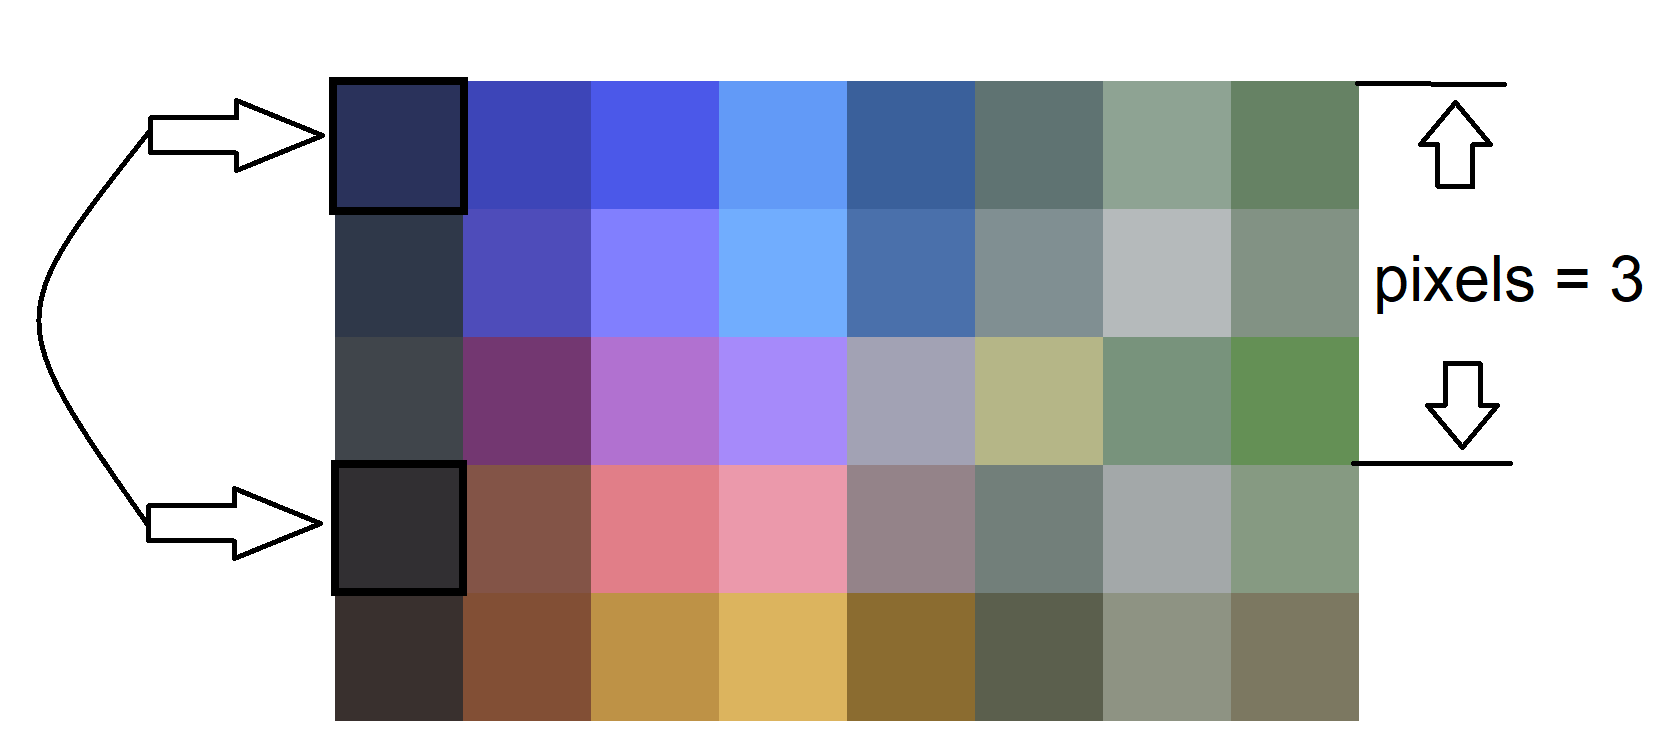 pixels = 3